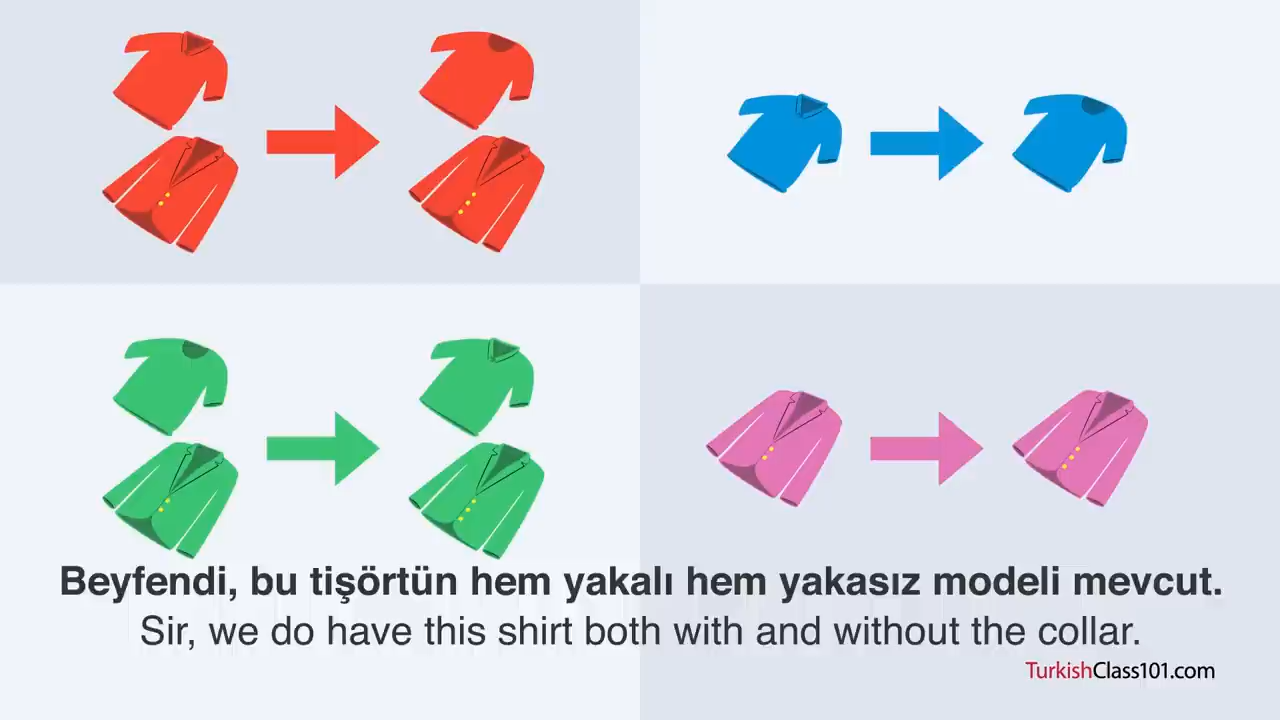 Beyfendi, bu tişörtün hem yakalı hem yakasız modeli mevcut.
Sir, we do have this shirt both with and without the collar.
TurkishClass101.com